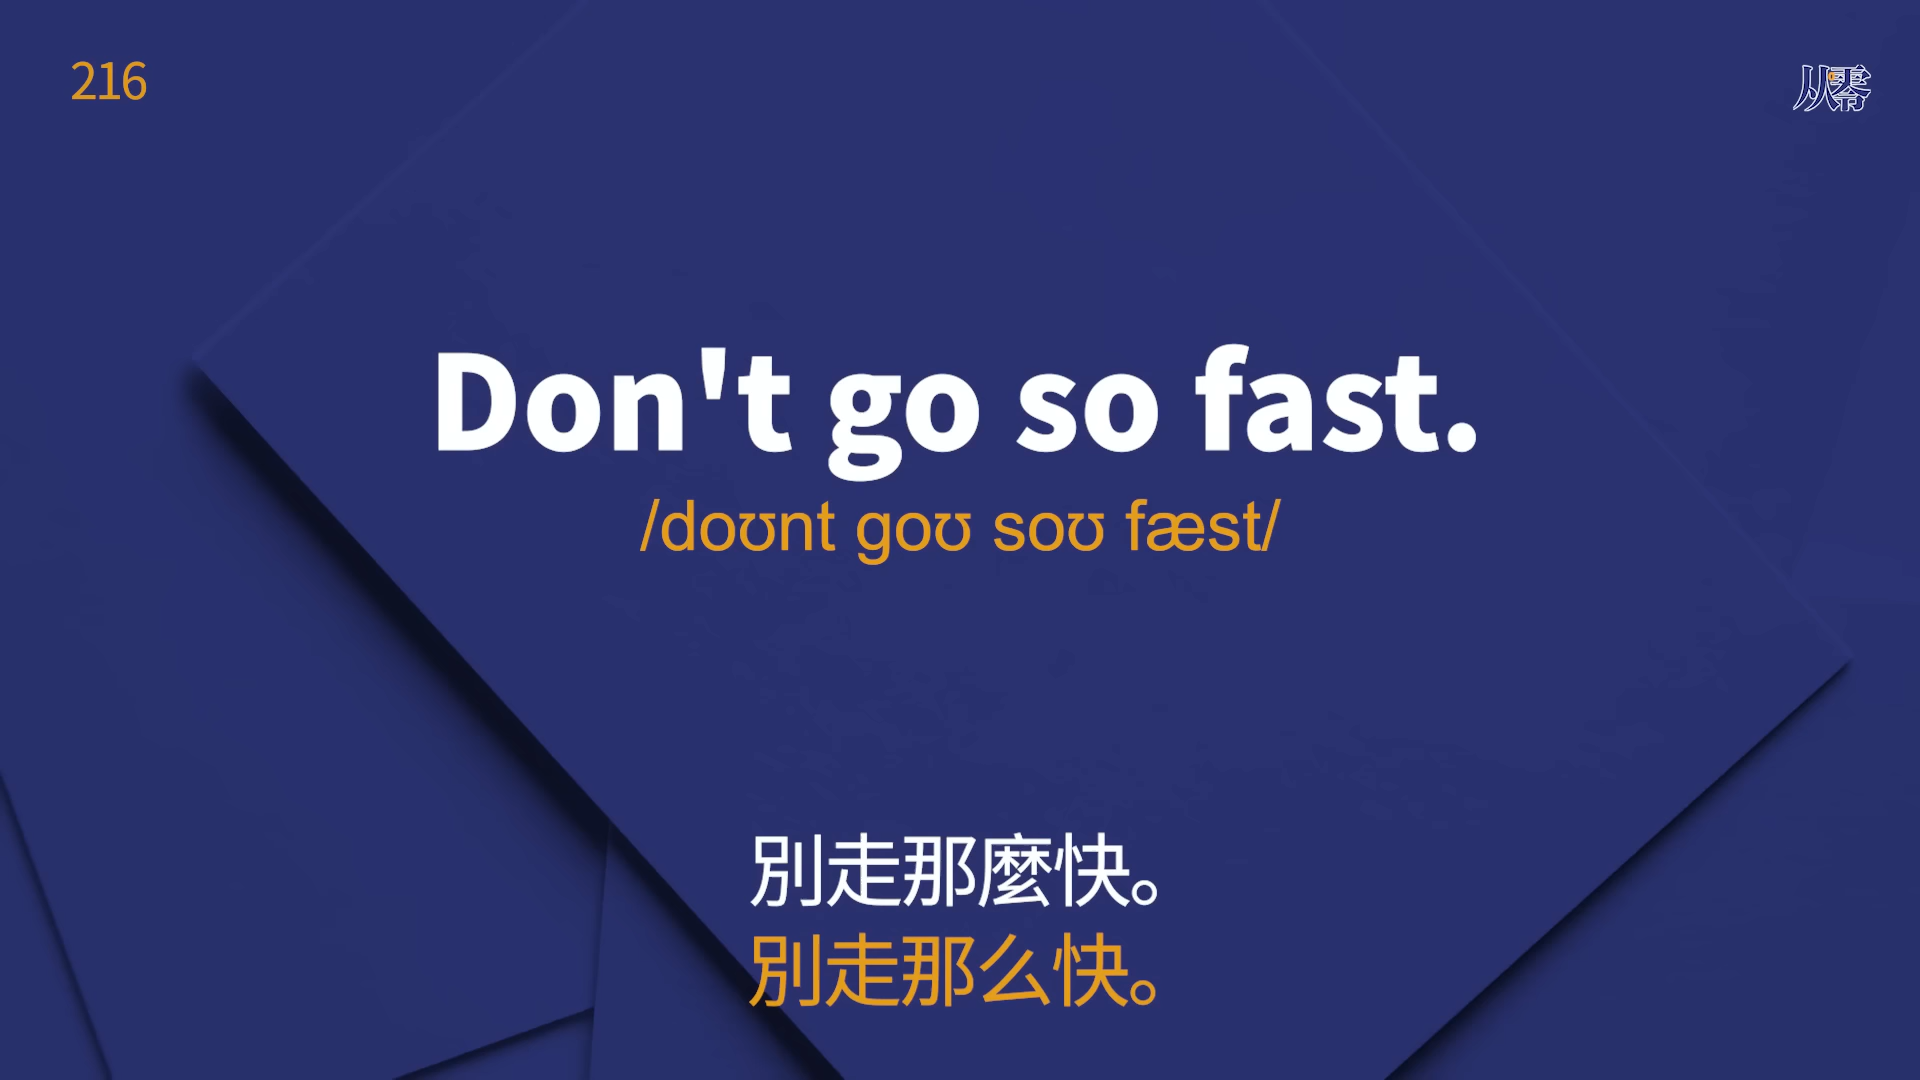 216
从零
Don't go so fast.
/doʊnt goʊ soʊ fæst/
別走那麼快。
別走那么快。